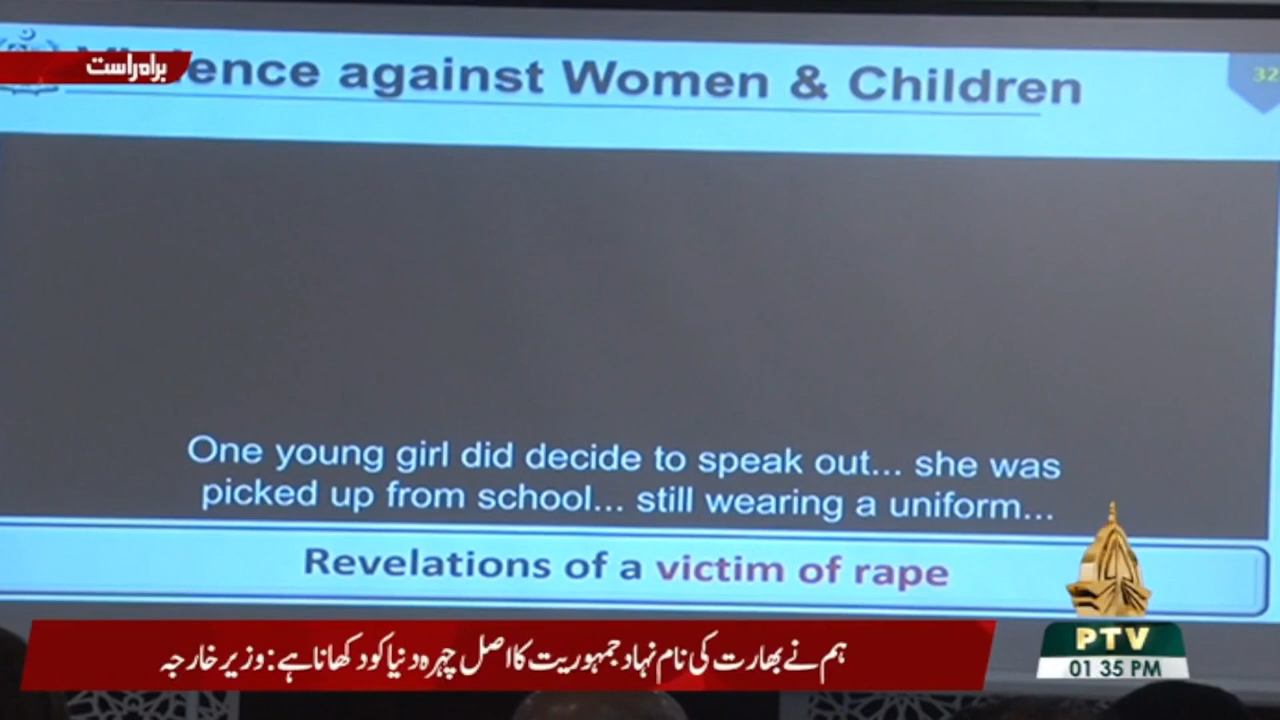 براہ راست
ence against Women & Children
32
One young girl did decide to speak out... she was
picked up from school... still wearing a uniform...
Revelations of a victim of rape
ہم نے بھارت کی نام نہاد جمہوریت کا اصل چہرہ دنیا کو دکھانا ہے: وزیر خارجہ
PTV
01 35 PM